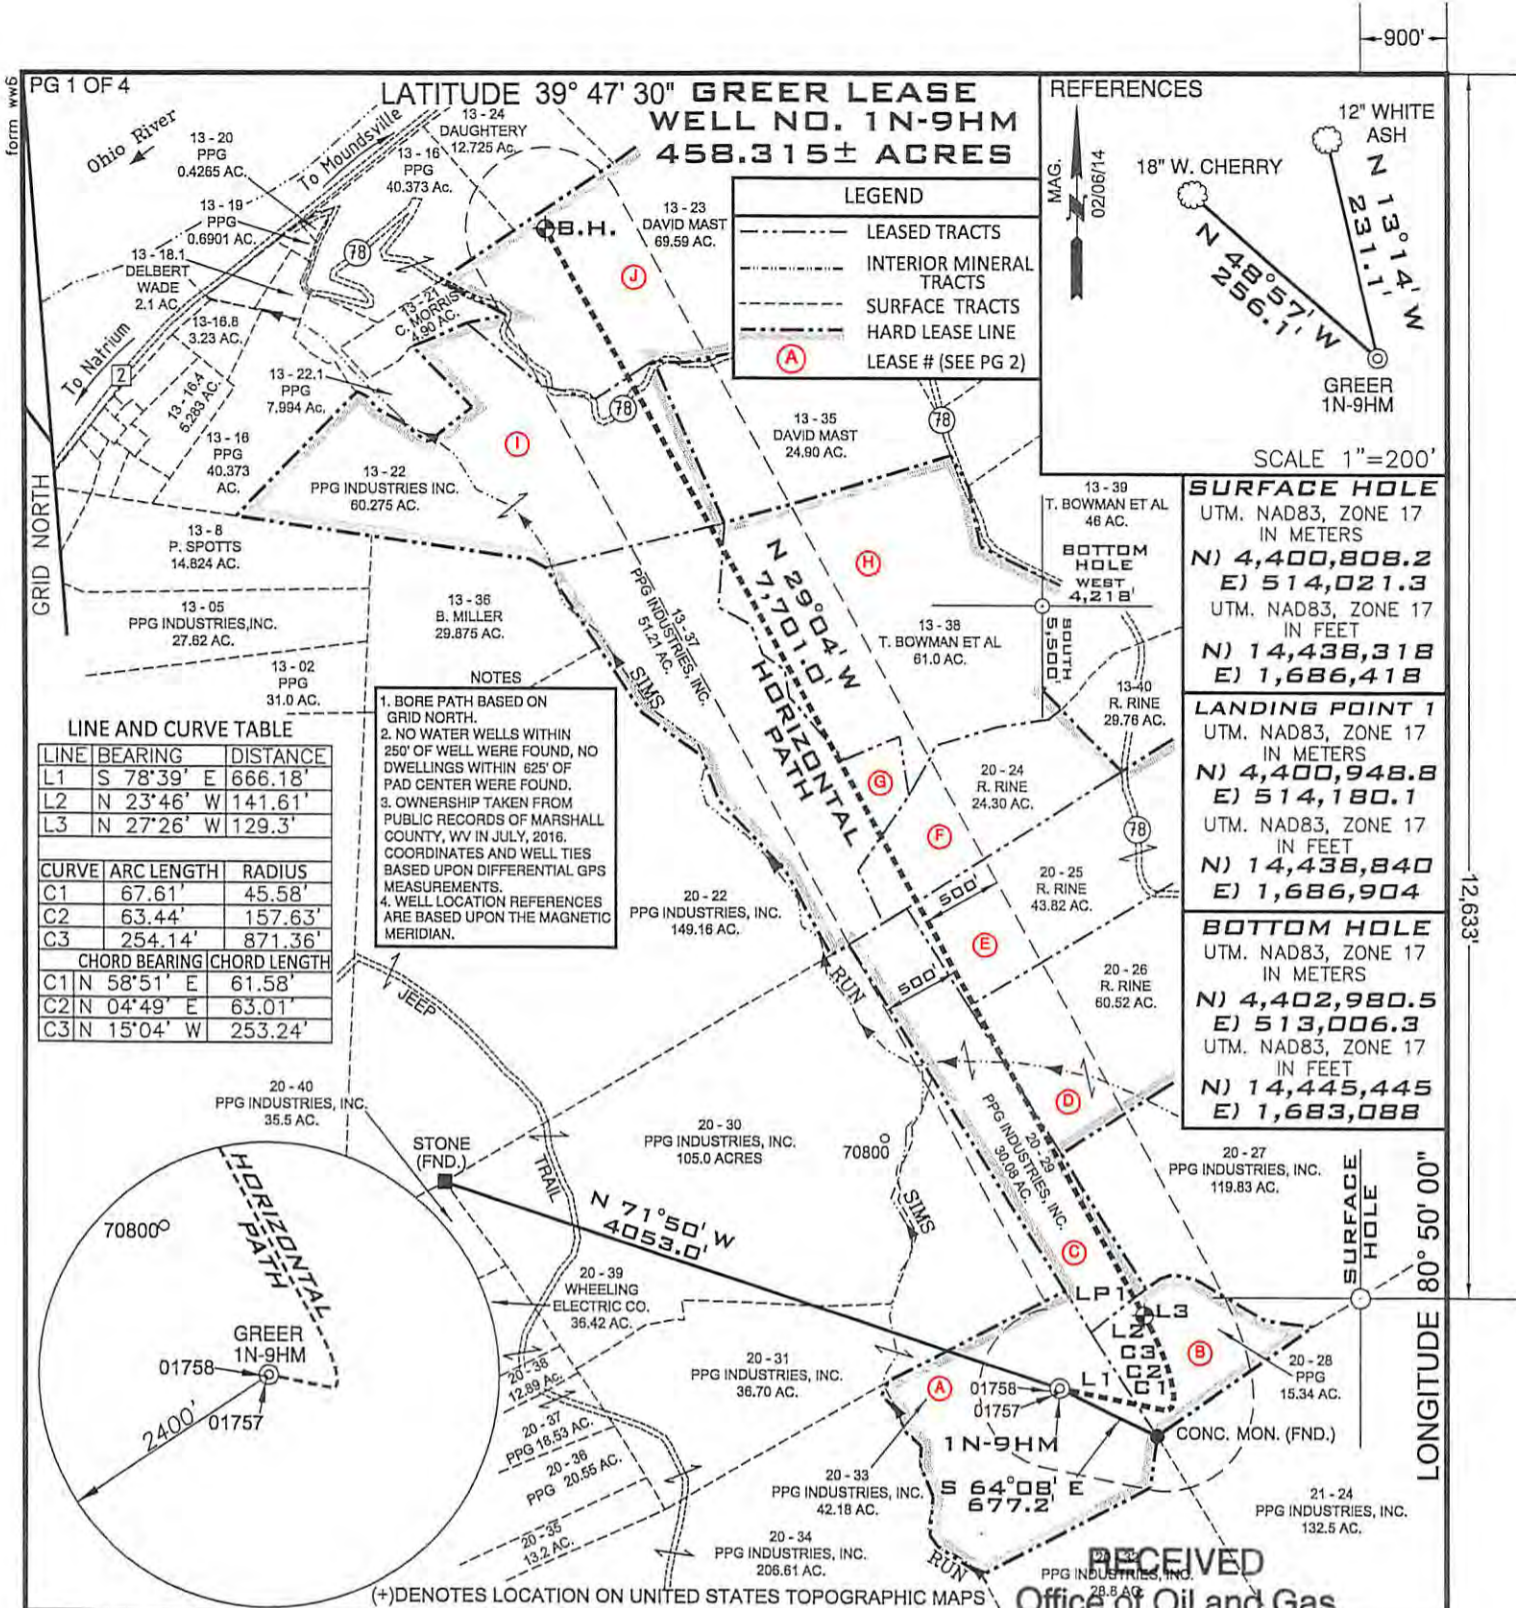 900'
form ww6
PG 1 OF 4
LATITUDE 39° 47' 30"
GREER LEASE
WELL NO. 1N-9HM
458.315± ACRES
REFERENCES
MAG.
02/06/14
12" WHITE
ASH
18" W. CHERRY
N 13°14' W
231.1'
N 48°57' W
256.1'
GREER
1N-9HM
SCALE 1"=200'
LEGEND
LEASED TRACTS
INTERIOR MINERAL
TRACTS
SURFACE TRACTS
HARD LEASE LINE
A
LEASE # (SEE PG 2)
Ohio River
To Moundsville
To Natrium
2
78
78
78
78
GRID NORTH
13 - 20
PPG
0.4265 AC.
13 - 24
DAUGHTERY
12.725 Ac.
13 - 16
PPG
40.373 Ac.
13 - 19
PPG
0.6901 AC.
13 - 18.1
DELBERT
WADE
2.1 AC.
13-16.8
3.23 AC.
13 - 16.4
5.283 AC.
13 - 21
C. MORRIS
4.90 AC.
13 - 22.1
PPG
7.994 Ac.
13 - 16
PPG
40.373
AC.
13 - 22
PPG INDUSTRIES INC.
60.275 AC.
13 - 8
P. SPOTTS
14.824 AC.
13 - 05
PPG INDUSTRIES,INC.
27.62 AC.
13 - 02
PPG
31.0 AC.
13 - 36
B. MILLER
29.875 AC.
B.H.
13 - 23
DAVID MAST
69.59 AC.
J
I
13 - 35
DAVID MAST
24.90 AC.
H
13 - 39
T. BOWMAN ET AL
46 AC.
BOTTOM
HOLE
WEST
4,218'
SOUTH
5,500'
13 - 38
T. BOWMAN ET AL
61.0 AC.
13-40
R. RINE
29.76 AC.
13 - 37
PPG INDUSTRIES, INC.
51.21 AC.
N 29°04' W
7,701.0'
HORIZONTAL
PATH
SIMS
G
F
20 - 24
R. RINE
24.30 AC.
20 - 25
R. RINE
43.82 AC.
500'
E
500'
RUN
20 - 26
R. RINE
60.52 AC.
D
SURFACE HOLE
UTM. NAD83, ZONE 17
IN METERS
N) 4,400,808.2
E) 514,021.3
UTM. NAD83, ZONE 17
IN FEET
N) 14,438,318
E) 1,686,418
LANDING POINT 1
UTM. NAD83, ZONE 17
IN METERS
N) 4,400,948.8
E) 514,180.1
UTM. NAD83, ZONE 17
IN FEET
N) 14,438,840
E) 1,686,904
BOTTOM HOLE
UTM. NAD83, ZONE 17
IN METERS
N) 4,402,980.5
E) 513,006.3
UTM. NAD83, ZONE 17
IN FEET
N) 14,445,445
E) 1,683,088
12,633'
NOTES
1. BORE PATH BASED ON
GRID NORTH.
2. NO WATER WELLS WITHIN
250' OF WELL WERE FOUND, NO
DWELLINGS WITHIN 625' OF
PAD CENTER WERE FOUND.
3. OWNERSHIP TAKEN FROM
PUBLIC RECORDS OF MARSHALL
COUNTY, WV IN JULY, 2016.
COORDINATES AND WELL TIES
BASED UPON DIFFERENTIAL GPS
MEASUREMENTS.
4. WELL LOCATION REFERENCES
ARE BASED UPON THE MAGNETIC
MERIDIAN.
LINE AND CURVE TABLE
LINE BEARING DISTANCE
L1 S 78°39' E 666.18'
L2 N 23°46' W 141.61'
L3 N 27°26' W 129.3'
CURVE ARC LENGTH RADIUS
C1 67.61' 45.58'
C2 63.44' 157.63'
C3 254.14' 871.36'
CHORD BEARING CHORD LENGTH
C1 N 58°51' E 61.58'
C2 N 04°49' E 63.01'
C3 N 15°04' W 253.24'
20 - 22
PPG INDUSTRIES, INC.
149.16 AC.
JEEP
TRAIL
20 - 40
PPG INDUSTRIES, INC.
35.5 AC.
STONE
(FND.)
20 - 30
PPG INDUSTRIES, INC.
105.0 ACRES
70800
SIMS
20 - 29
PPG INDUSTRIES, INC.
30.08 AC.
C
20 - 27
PPG INDUSTRIES, INC.
119.83 AC.
SURFACE
HOLE
LONGITUDE 80° 50' 00"
N 71°50' W
4053.0'
HORIZONTAL
PATH
70800
GREER
1N-9HM
01758
01757
2400'
20 - 39
WHEELING
ELECTRIC CO.
36.42 AC.
20 - 38
12.89 Ac.
20 - 37
PPG 18.53 AC.
20 - 36
PPG 20.55 AC.
20 - 35
13.2 AC.
20 - 31
PPG INDUSTRIES, INC.
36.70 AC.
LP1
L3
L2
C3
C2
C1
L1
B
A
01758
01757
1N-9HM
20 - 28
PPG
15.34 AC.
CONC. MON. (FND.)
S 64°08' E
677.2'
20 - 33
PPG INDUSTRIES, INC.
42.18 AC.
20 - 34
PPG INDUSTRIES, INC.
206.61 AC.
RUN
21 - 24
PPG INDUSTRIES, INC.
132.5 AC.
PPG INDUSTRIES, INC.
28.8 AC.
RECEIVED
Office of Oil and Gas
(+)DENOTES LOCATION ON UNITED STATES TOPOGRAPHIC MAPS